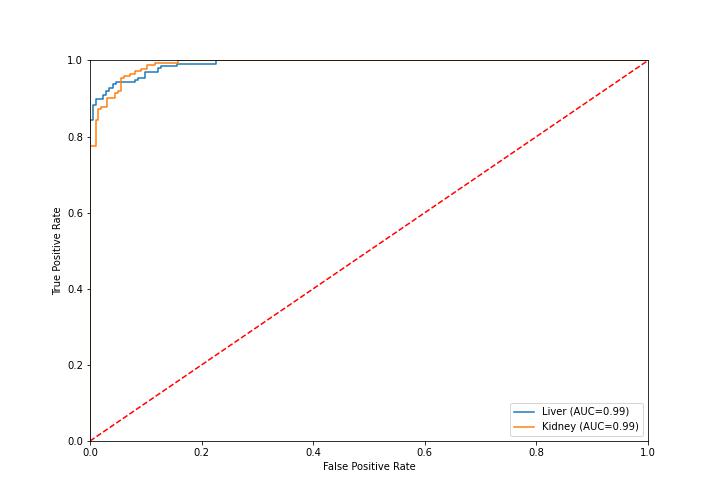 1.0
0.8
0.6
0.4
0.2
0.0
True Positive Rate
0.0 0.2 0.4 0.6 0.8 1.0
False Positive Rate
Liver (AUC=0.99)
Kidney (AUC=0.99)